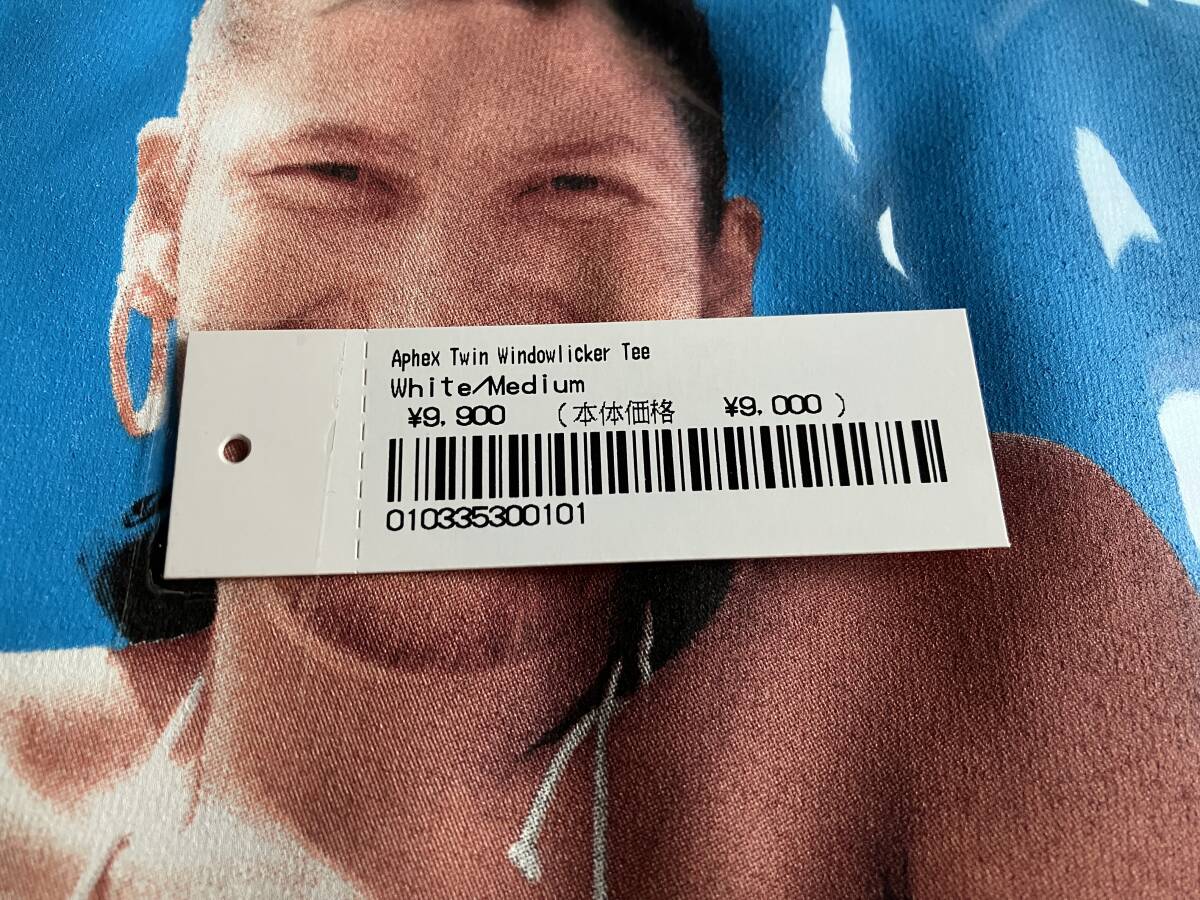 Aphex Twin Windowlicker Tee
White/Medium
¥9,900 (本体価格 ¥9,000 )
010335300101